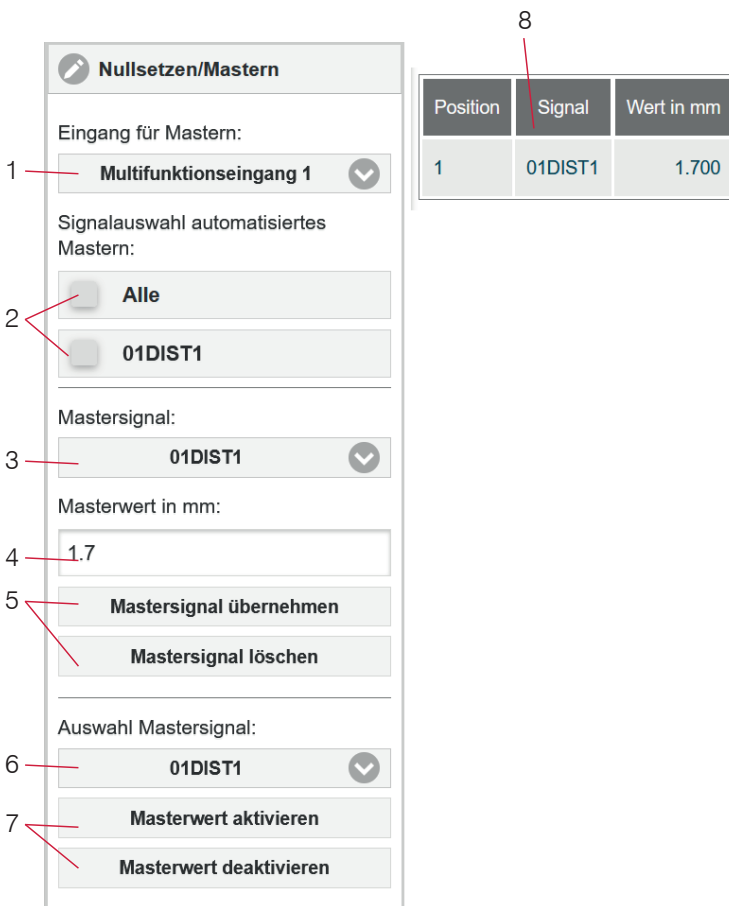 8
Nullsetzen/Mastern
Position Signal Wert in mm
1 01DIST1 1.700
Eingang für Mastern:
1 Multifunktionseingang 1
Signalauswahl automatisiertes
Mastern:
Alle
2
01DIST1
Mastersignal:
3 01DIST1
Masterwert in mm:
4 1.7
5 Mastersignal übernehmen
Mastersignal löschen
Auswahl Mastersignal:
6 01DIST1
7 Masterwert aktivieren
Masterwert deaktivieren